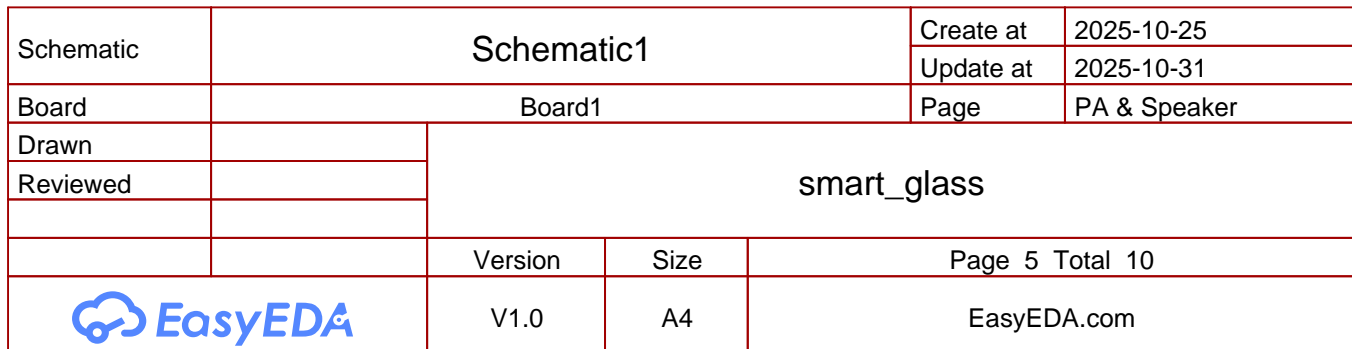 Schematic Schematic1 Create at 2025-10-25
Update at 2025-10-31
Board Board1 Page PA & Speaker
Drawn
Reviewed smart_glass
Version Size Page 5 Total 10
EasyEDA V1.0 A4 EasyEDA.com